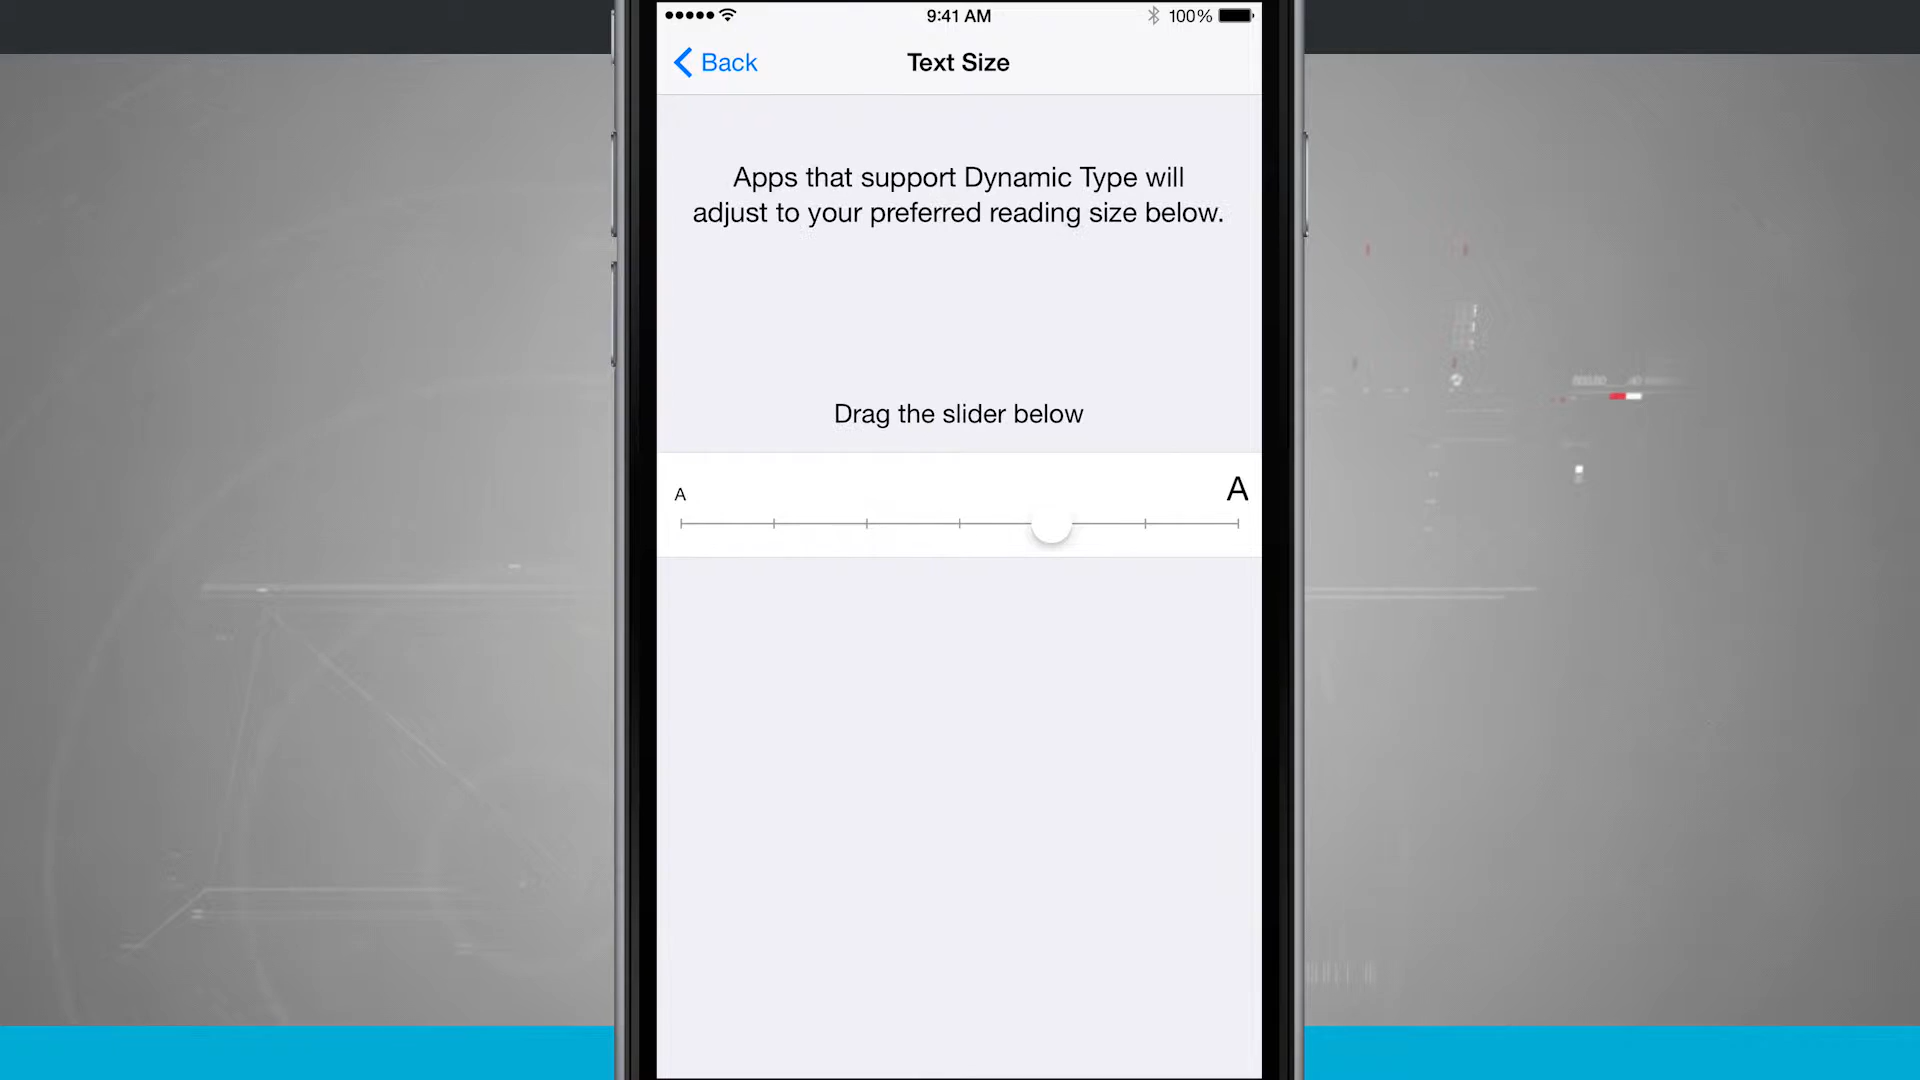 9:41 AM
100%
Back
Text Size
Apps that support Dynamic Type will
adjust to your preferred reading size below.
Drag the slider below
A
A